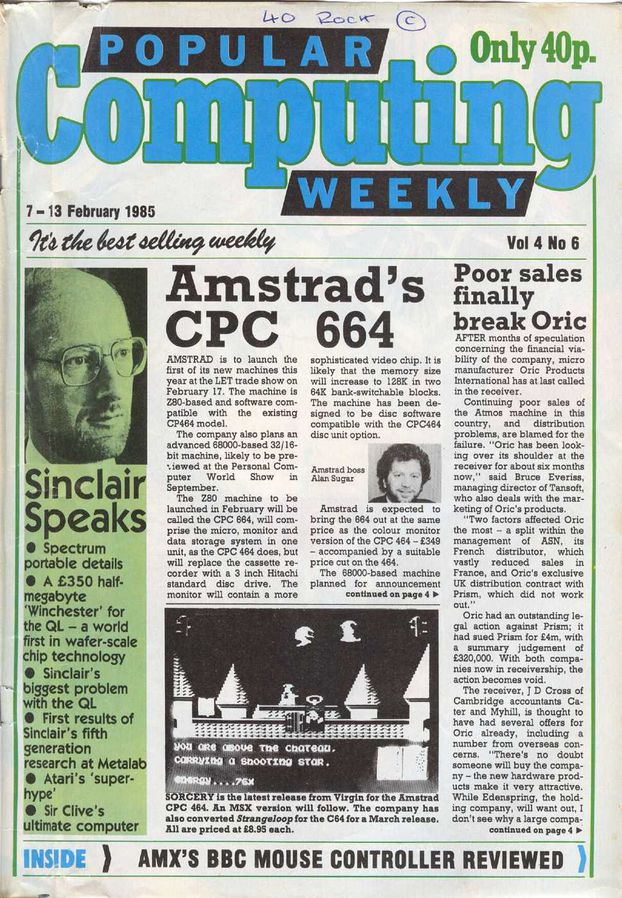 40 ROCK ©
POPULAR
Computing
WEEKLY
Only 40p.
7–13 February 1985
It's the best selling weekly
Vol 4 No 6
Sinclair
Speaks
● Spectrum
portable details
● A £350 half-
megabyte
'Winchester' for
the QL – a world
first in wafer-scale
chip technology
● Sinclair's
biggest problem
with the QL
● First results of
Sinclair's fifth
generation
research at Metalab
● Atari's 'super-
hype'
● Sir Clive's
ultimate computer
Amstrad's
CPC 664
AMSTRAD is to launch the
first of its new machines this
year at the LET trade show on
February 17. The machine is
Z80-based and software com-
patible with the existing
CP464 model.
The company also plans an
advanced 68000-based 32/16-
bit machine, likely to be pre-
viewed at the Personal Com-
puter World Show in
September.
The Z80 machine to be
launched in February will be
called the CPC 664, will com-
prise the micro, monitor and
data storage system in one
unit, as the CPC 464 does, but
will replace the cassette re-
corder with a 3 inch Hitachi
standard disc drive. The
monitor will contain a more
sophisticated video chip. It is
likely that the memory size
will increase to 128K in two
64K bank-switchable blocks.
The machine has been de-
signed to be disc software
compatible with the CPC464
disc unit option.
Amstrad boss
Alan Sugar
Amstrad is expected to
bring the 664 out at the same
price as the colour monitor
version of the CPC 464 – £349
– accompanied by a suitable
price cut on the 464.
The 68000-based machine
planned for announcement
continued on page 4 ▶
you are above the chateau.
carrying a shooting star.
energy....76%
SORCERY is the latest release from Virgin for the Amstrad
CPC 464. An MSX version will follow. The company has
also converted Strangeloop for the C64 for a March release.
All are priced at £8.95 each.
Poor sales
finally
break Oric
AFTER months of speculation
concerning the financial via-
bility of the company, micro
manufacturer Oric Products
International has at last called
in the receiver.
Continuing poor sales of
the Atmos machine in this
country, and distribution
problems, are blamed for the
failure. "Oric has been look-
ing over its shoulder at the
receiver for about six months
now," said Bruce Everiss,
managing director of Tansoft,
who also deals with the mar-
keting of Oric's products.
"Two factors affected Oric
the most – a split within the
management of ASN, its
French distributor, which
vastly reduced sales in
France, and Oric's exclusive
UK distribution contract with
Prism, which did not work
out."
Oric had an outstanding le-
gal action against Prism; it
had sued Prism for £4m, with
a summary judgement of
£320,000. With both compa-
nies now in receivership, the
action becomes void.
The receiver, J D Cross of
Cambridge accountants Ca-
ter and Myhill, is thought to
have had several offers for
Oric already, including a
number from overseas con-
cerns. "There's no doubt
someone will buy the compa-
ny – the new hardware prod-
ucts make it very attractive.
While Edenspring, the hold-
ing company, will want out, I
don't see why a large compa-
continued on page 4 ▶
INSIDE ) AMX'S BBC MOUSE CONTROLLER REVIEWED )